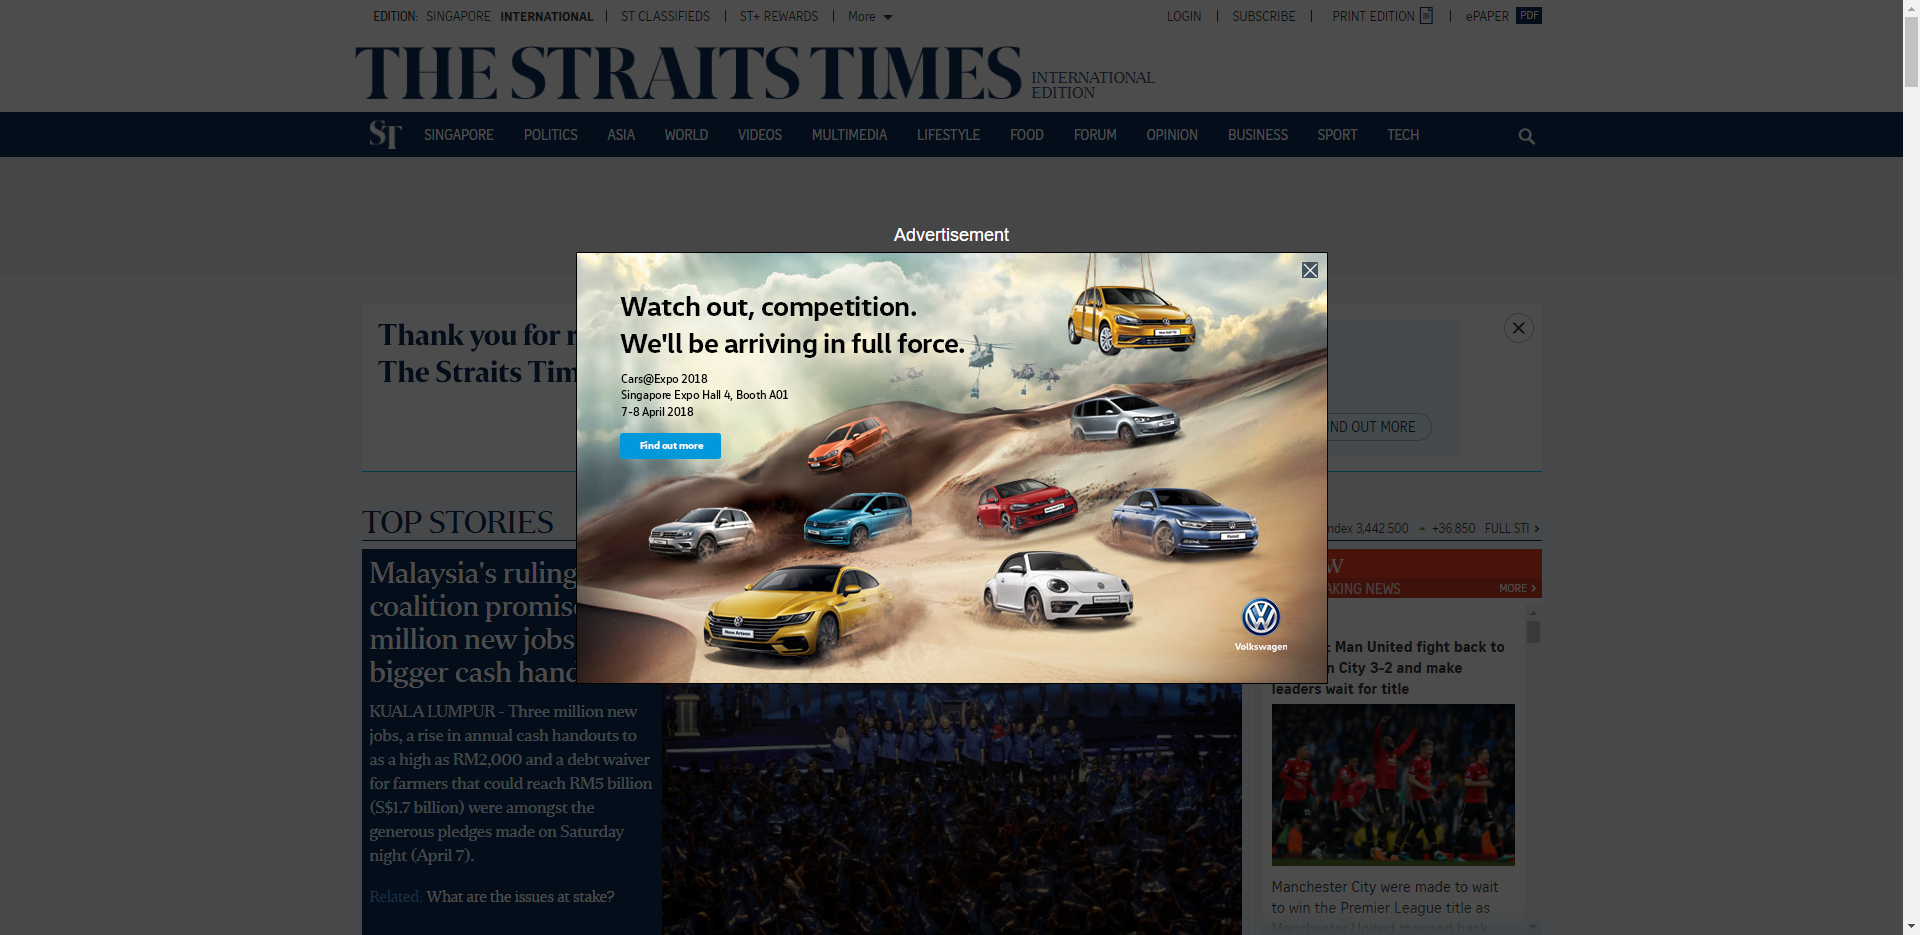 EDITION: SINGAPORE INTERNATIONAL ST CLASSIFIEDS ST+ REWARDS More LOGIN SUBSCRIBE PRINT EDITION ePAPER PDF
THE STRAITS TIMES
INTERNATIONAL
EDITION
ST SINGAPORE POLITICS ASIA WORLD VIDEOS MULTIMEDIA LIFESTYLE FOOD FORUM OPINION BUSINESS SPORT TECH
Advertisement
Watch out, competition.
We'll be arriving in full force.
Cars@Expo 2018
Singapore Expo Hall 4, Booth A01
7-8 April 2018
Find out more
New Arteon
Passat
Volkswagen
Thank you for
The Straits Tim
ND OUT MORE
TOP STORIES
ndex 3,442.500 +36.850 FULL STI
Malaysia's ruling
coalition promis
million new jobs
bigger cash hand
KUALA LUMPUR - Three million new
jobs, a rise in annual cash handouts to
as a high as RM2,000 and a debt waiver
for farmers that could reach RM5 billion
(S$1.7 billion) were amongst the
generous pledges made on Saturday
night (April 7).
Related: What are the issues at stake?
W
AKING NEWS MORE
: Man United fight back to
n City 3-2 and make
leaders wait for title
Manchester City were made to wait
to win the Premier League title as
Manchester United stormed back